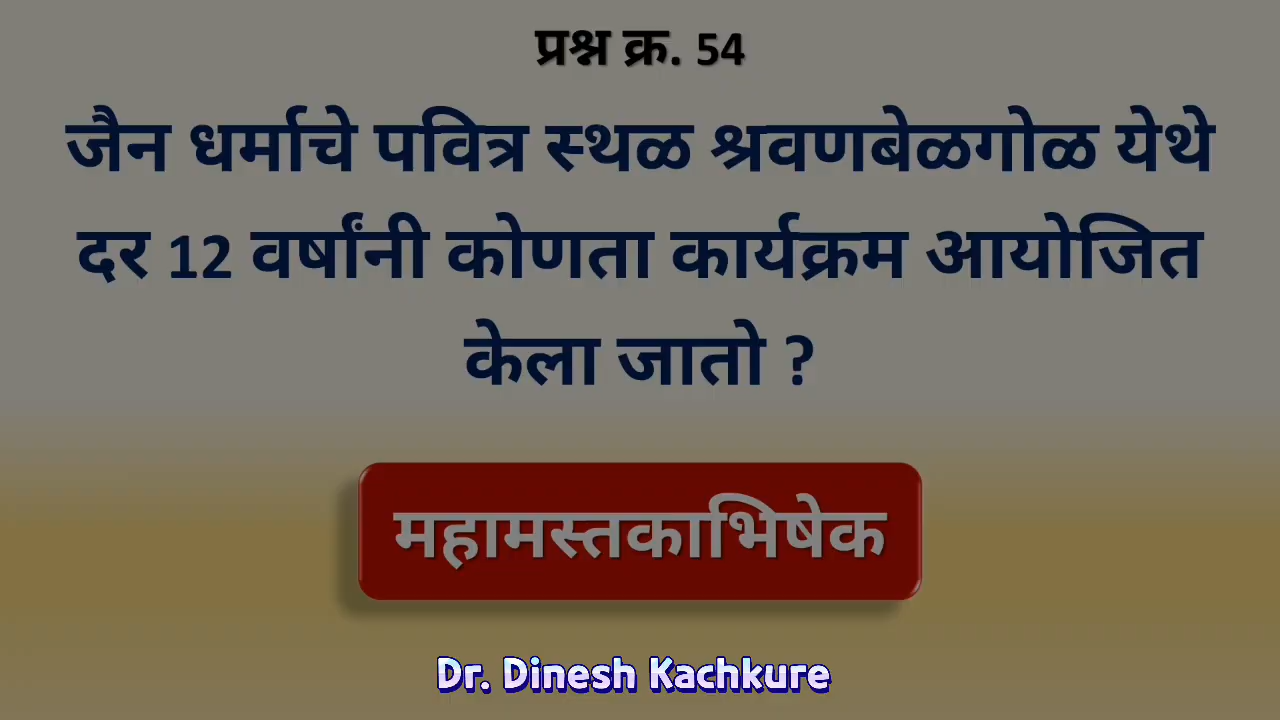 प्रश्न क्र. 54
जैन धर्माचे पवित्र स्थळ श्रवणबेळगोळ येथे
दर 12 वर्षांनी कोणता कार्यक्रम आयोजित
केला जातो ?
महामस्तकाभिषेक
Dr. Dinesh Kachkure